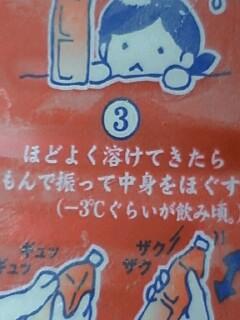 ③
ほどよく溶けてきたら
もんで振って中身をほぐす
(−3℃ぐらいが飲み頃。)
ギュッ
ギュッ
ザクッ
ザク